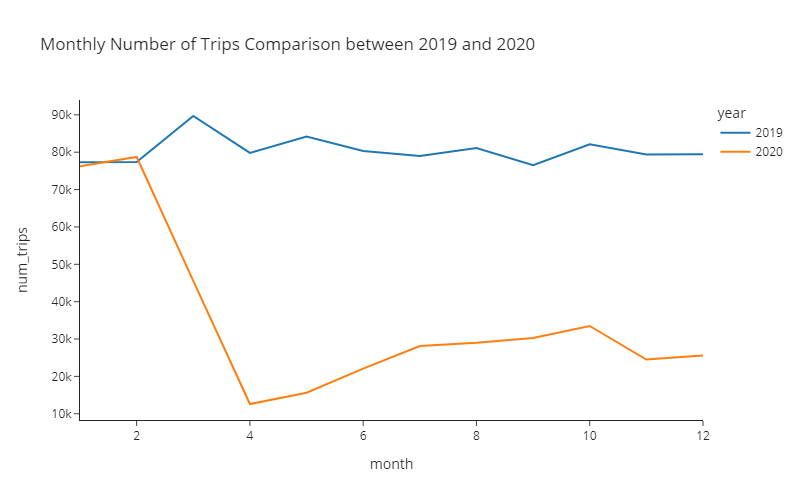 Monthly Number of Trips Comparison between 2019 and 2020
year
2019
2020
90k
80k
70k
60k
50k
40k
30k
20k
10k
num_trips
2 4 6 8 10 12
month